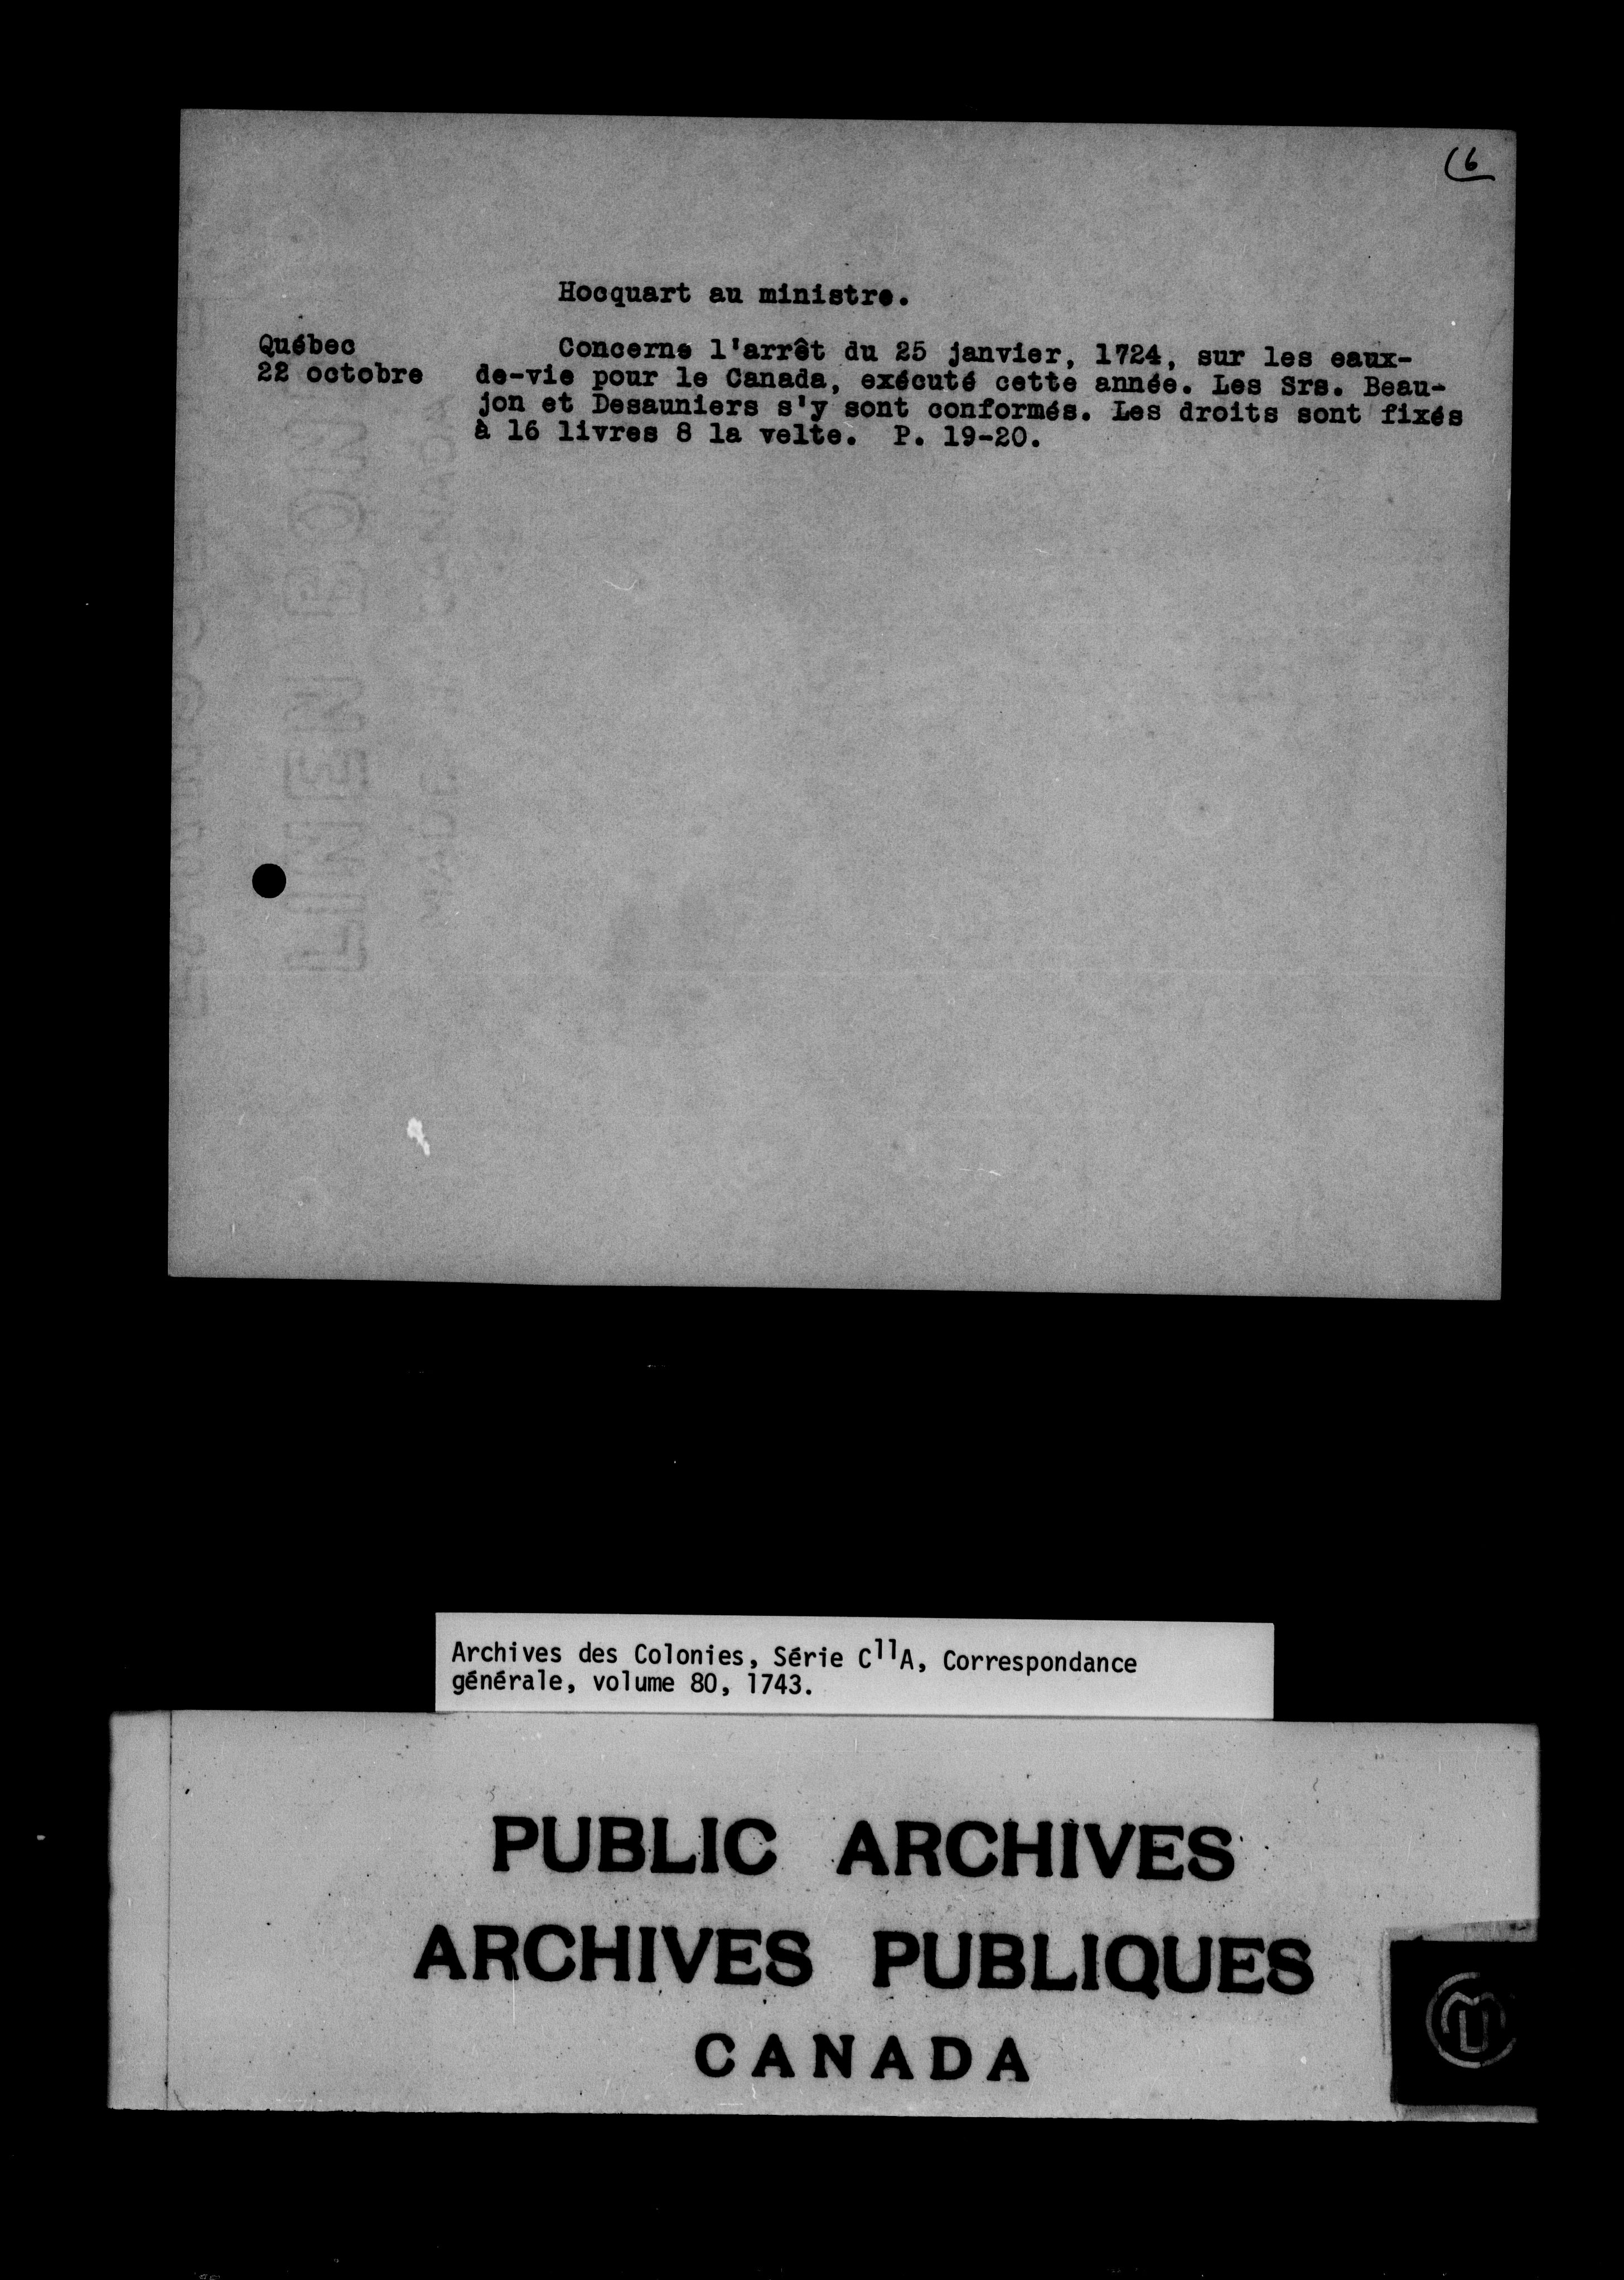 (6
Hocquart au ministre.
Québec
22 octobre
Concerne l'arrêt du 25 janvier, 1724, sur les eaux-
de-vie pour le Canada, exécuté cette année. Les Srs. Beau-
jon et Desauniers s'y sont conformés. Les droits sont fixés
à 16 livres 8 la velte. P. 19-20.
Archives des Colonies, Série C11A, Correspondance
générale, volume 80, 1743.
PUBLIC ARCHIVES
ARCHIVES PUBLIQUES
CANADA